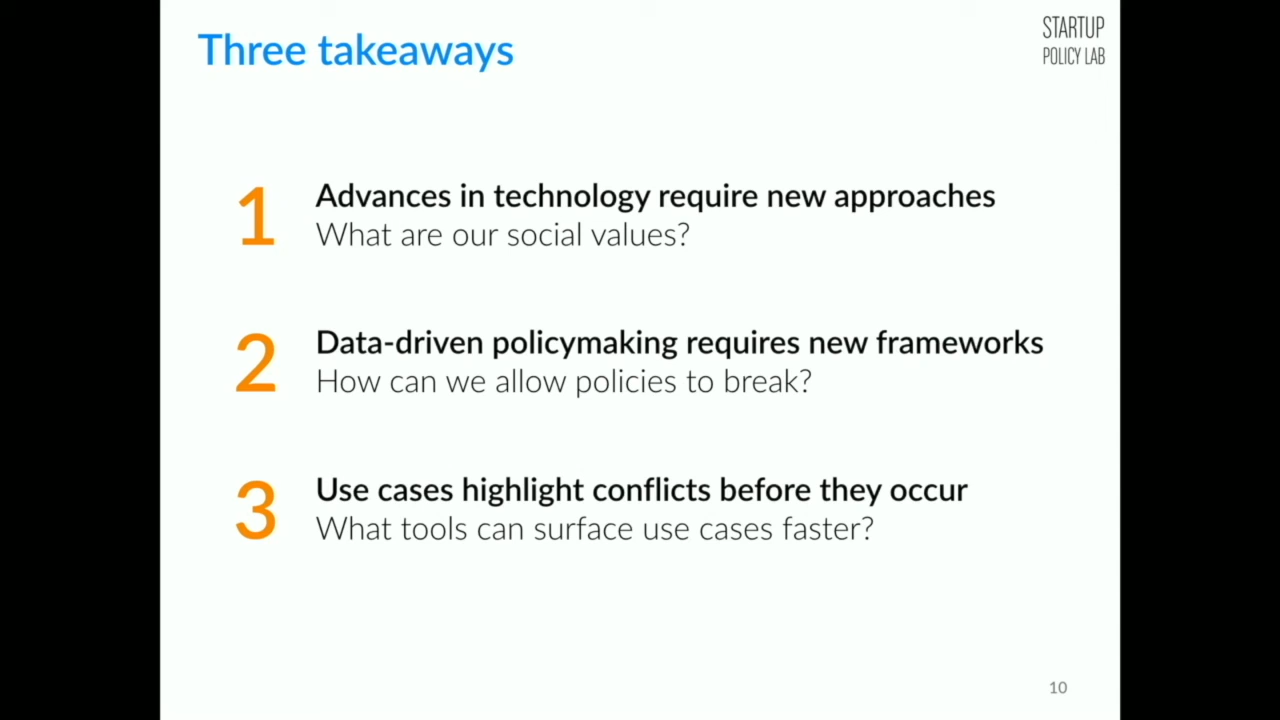 Three takeaways
STARTUP
POLICY LAB
1
Advances in technology require new approaches
What are our social values?
2
Data-driven policymaking requires new frameworks
How can we allow policies to break?
3
Use cases highlight conflicts before they occur
What tools can surface use cases faster?
10